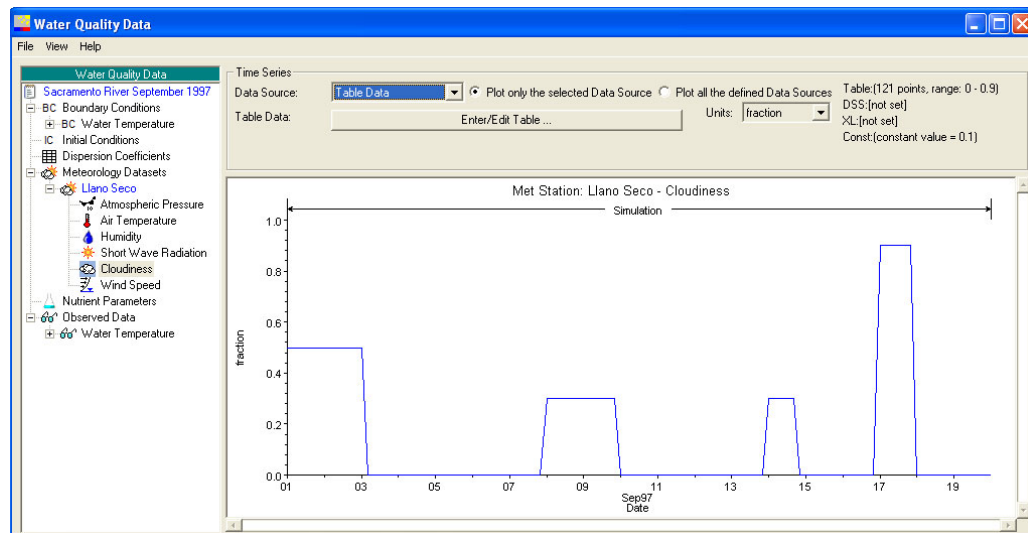 Water Quality Data
File View Help
Water Quality Data
Sacramento River September 1997
BC Boundary Conditions
BC Water Temperature
IC Initial Conditions
Dispersion Coefficients
Meteorology Datasets
Llano Seco
Atmospheric Pressure
Air Temperature
Humidity
Short Wave Radiation
Cloudiness
Wind Speed
Nutrient Parameters
Observed Data
Water Temperature
Time Series
Data Source: Table Data Plot only the selected Data Source Plot all the defined Data Sources
Table Data: Enter/Edit Table ... Units: fraction
Table:(121 points, range: 0 - 0.9)
DSS:[not set]
XL:[not set]
Const:(constant value = 0.1)
Met Station: Llano Seco - Cloudiness
Simulation
1.0
0.8
0.6
0.4
0.2
0.0
fraction
01 03 05 07 09 11 13 15 17 19
Sep97
Date